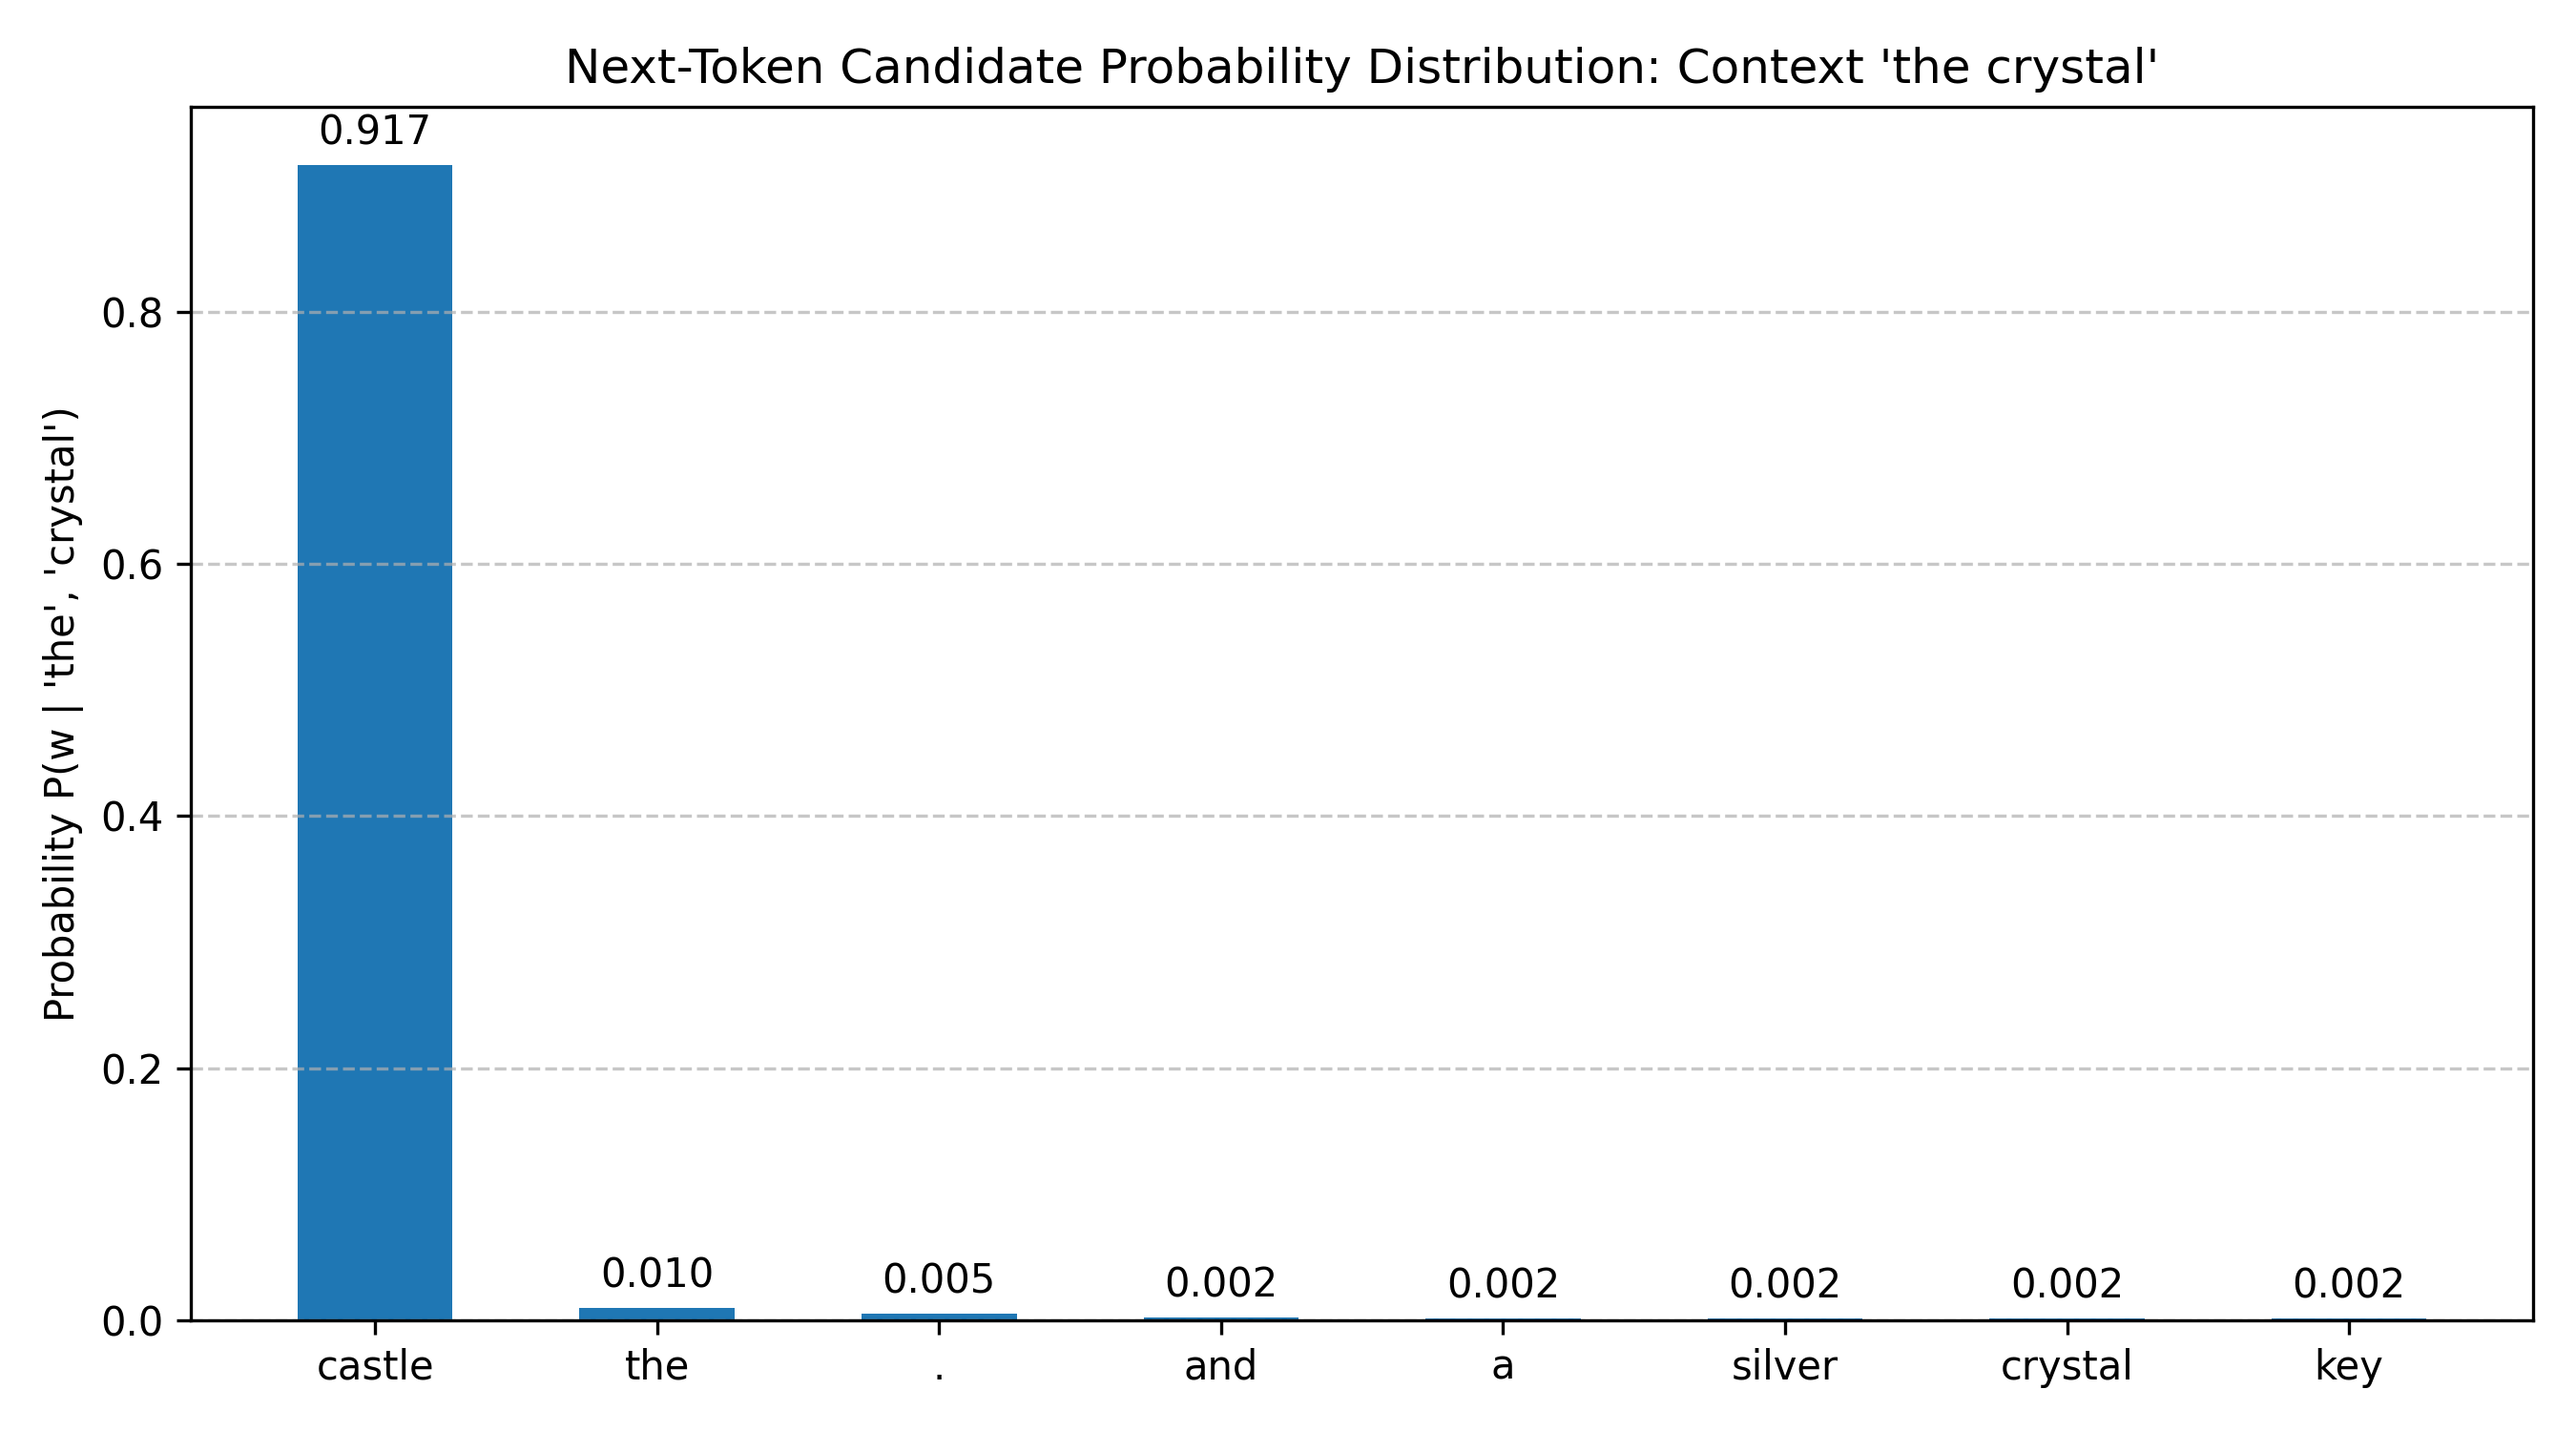 Next-Token Candidate Probability Distribution: Context 'the crystal'
Probability P(w | 'the', 'crystal')
0.8
0.6
0.4
0.2
0.0
0.917
0.010
0.005
0.002
0.002
0.002
0.002
0.002
castle
the
.
and
a
silver
crystal
key